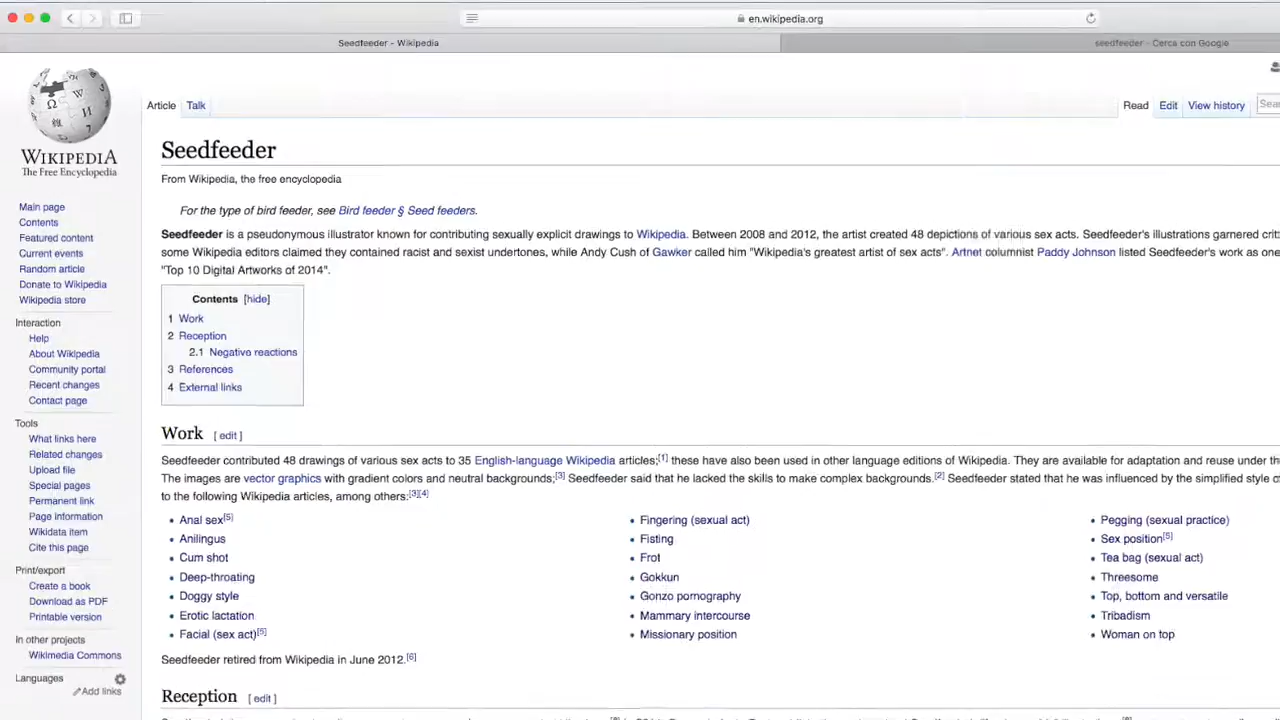 en.wikipedia.org
Seedfeeder - Wikipedia
seedfeeder - Cerca con Google
Article Talk
Read Edit View history
WIKIPEDIA
The Free Encyclopedia
Main page
Contents
Featured content
Current events
Random article
Donate to Wikipedia
Wikipedia store
Interaction
Help
About Wikipedia
Community portal
Recent changes
Contact page
Tools
What links here
Related changes
Upload file
Special pages
Permanent link
Page information
Wikidata item
Cite this page
Print/export
Create a book
Download as PDF
Printable version
In other projects
Wikimedia Commons
Languages
Add links
Seedfeeder
From Wikipedia, the free encyclopedia
For the type of bird feeder, see Bird feeder § Seed feeders.
Seedfeeder is a pseudonymous illustrator known for contributing sexually explicit drawings to Wikipedia. Between 2008 and 2012, the artist created 48 depictions of various sex acts. Seedfeeder's illustrations garnered
some Wikipedia editors claimed they contained racist and sexist undertones, while Andy Cush of Gawker called him "Wikipedia's greatest artist of sex acts". Artnet columnist Paddy Johnson listed Seedfeeder's work as one
"Top 10 Digital Artworks of 2014".
Contents [hide]
1 Work
2 Reception
2.1 Negative reactions
3 References
4 External links
Work [ edit ]
Seedfeeder contributed 48 drawings of various sex acts to 35 English-language Wikipedia articles;[1] these have also been used in other language editions of Wikipedia. They are available for adaptation and reuse under
The images are vector graphics with gradient colors and neutral backgrounds;[3] Seedfeeder said that he lacked the skills to make complex backgrounds.[2] Seedfeeder stated that he was influenced by the simplified style
to the following Wikipedia articles, among others:[3][4]
Anal sex[5]
Anilingus
Cum shot
Deep-throating
Doggy style
Erotic lactation
Facial (sex act)[5]
Fingering (sexual act)
Fisting
Frot
Gokkun
Gonzo pornography
Mammary intercourse
Missionary position
Pegging (sexual practice)
Sex position[5]
Tea bag (sexual act)
Threesome
Top, bottom and versatile
Tribadism
Woman on top
Seedfeeder retired from Wikipedia in June 2012.[6]
Reception [ edit ]